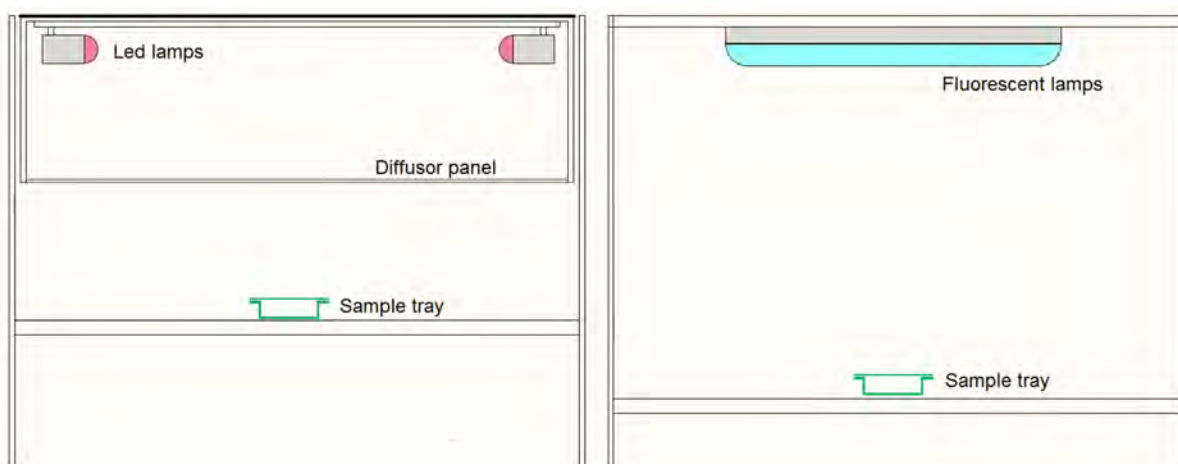 Led lamps
Diffusor panel
Sample tray
Fluorescent lamps
Sample tray